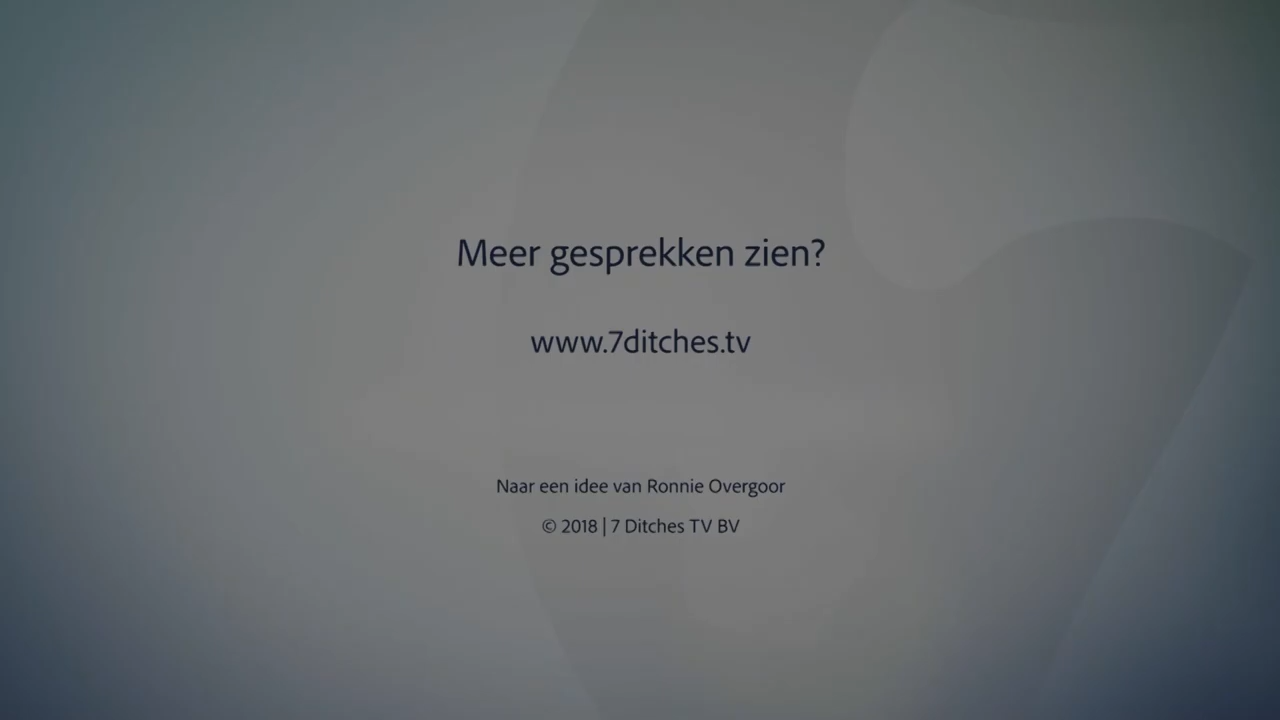 Meer gesprekken zien?
www.7ditches.tv
Naar een idee van Ronnie Overgoor
© 2018 | 7 Ditches TV BV